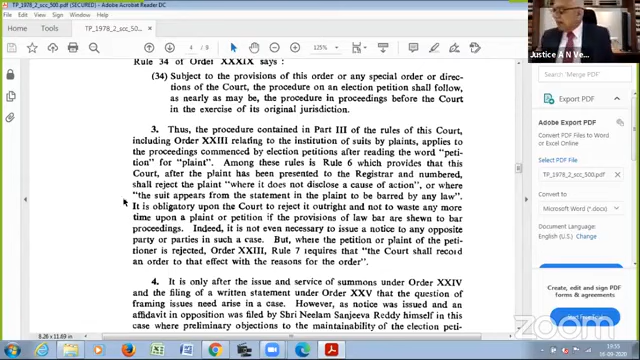 TP_1978_2_scc_500.pdf (SECURED) - Adobe Acrobat Reader DC
Home
Tools
TP_1978_2_scc_500.p...
4 / 9
125%
Justice A N Ve
Rule 34 of Order XXXIX says :
(34) Subject to the provisions of this order or any special order or direc-
tions of the Court, the procedure on an election petition shall follow,
as nearly as may be, the procedure in proceedings before the Court
in the exercise of its original jurisdiction.
3. Thus, the procedure contained in Part III of the rules of this Court,
including Order XXIII relating to the institution of suits by plaints, applies to
the proceedings commenced by election petitions after reading the word "peti-
tion" for "plaint". Among these rules is Rule 6 which provides that this
Court, after the plaint has been presented to the Registrar and numbered,
shall reject the plaint "where it does not disclose a cause of action", or where
"the suit appears from the statement in the plaint to be barred by any law".
It is obligatory upon the Court to reject it outright and not to waste any more
time upon a plaint or petition if the provisions of law bar are shewn to bar
proceedings. Indeed, it is not even necessary to issue a notice to any opposite
party or parties in such a case. But, where the petition or plaint of the peti-
tioner is rejected, Order XXIII, Rule 7 requires that "the Court shall record
an order to that effect with the reasons for the order".
4. It is only after the issue and service of summons under Order XXIV
and the filing of a written statement under Order XXV that the question of
framing issues need arise in a case. However, as notice was issued and an
affidavit in opposition was filed by Shri Neelam Sanjeeva Reddy himself in this
case where preliminary objections to the maintainability of the election peti-
8.26 x 11.69 in
Search "Merge PDF"
Export PDF
Adobe Export PDF
Convert PDF Files to Word
or Excel Online
Select PDF File
TP_1978_2_scc_500.pdf
Convert to
Microsoft Word (*.docx)
Create, edit and sign PDF
forms & agreements
Start Free Trial
zoom
19:55
16-09-2020